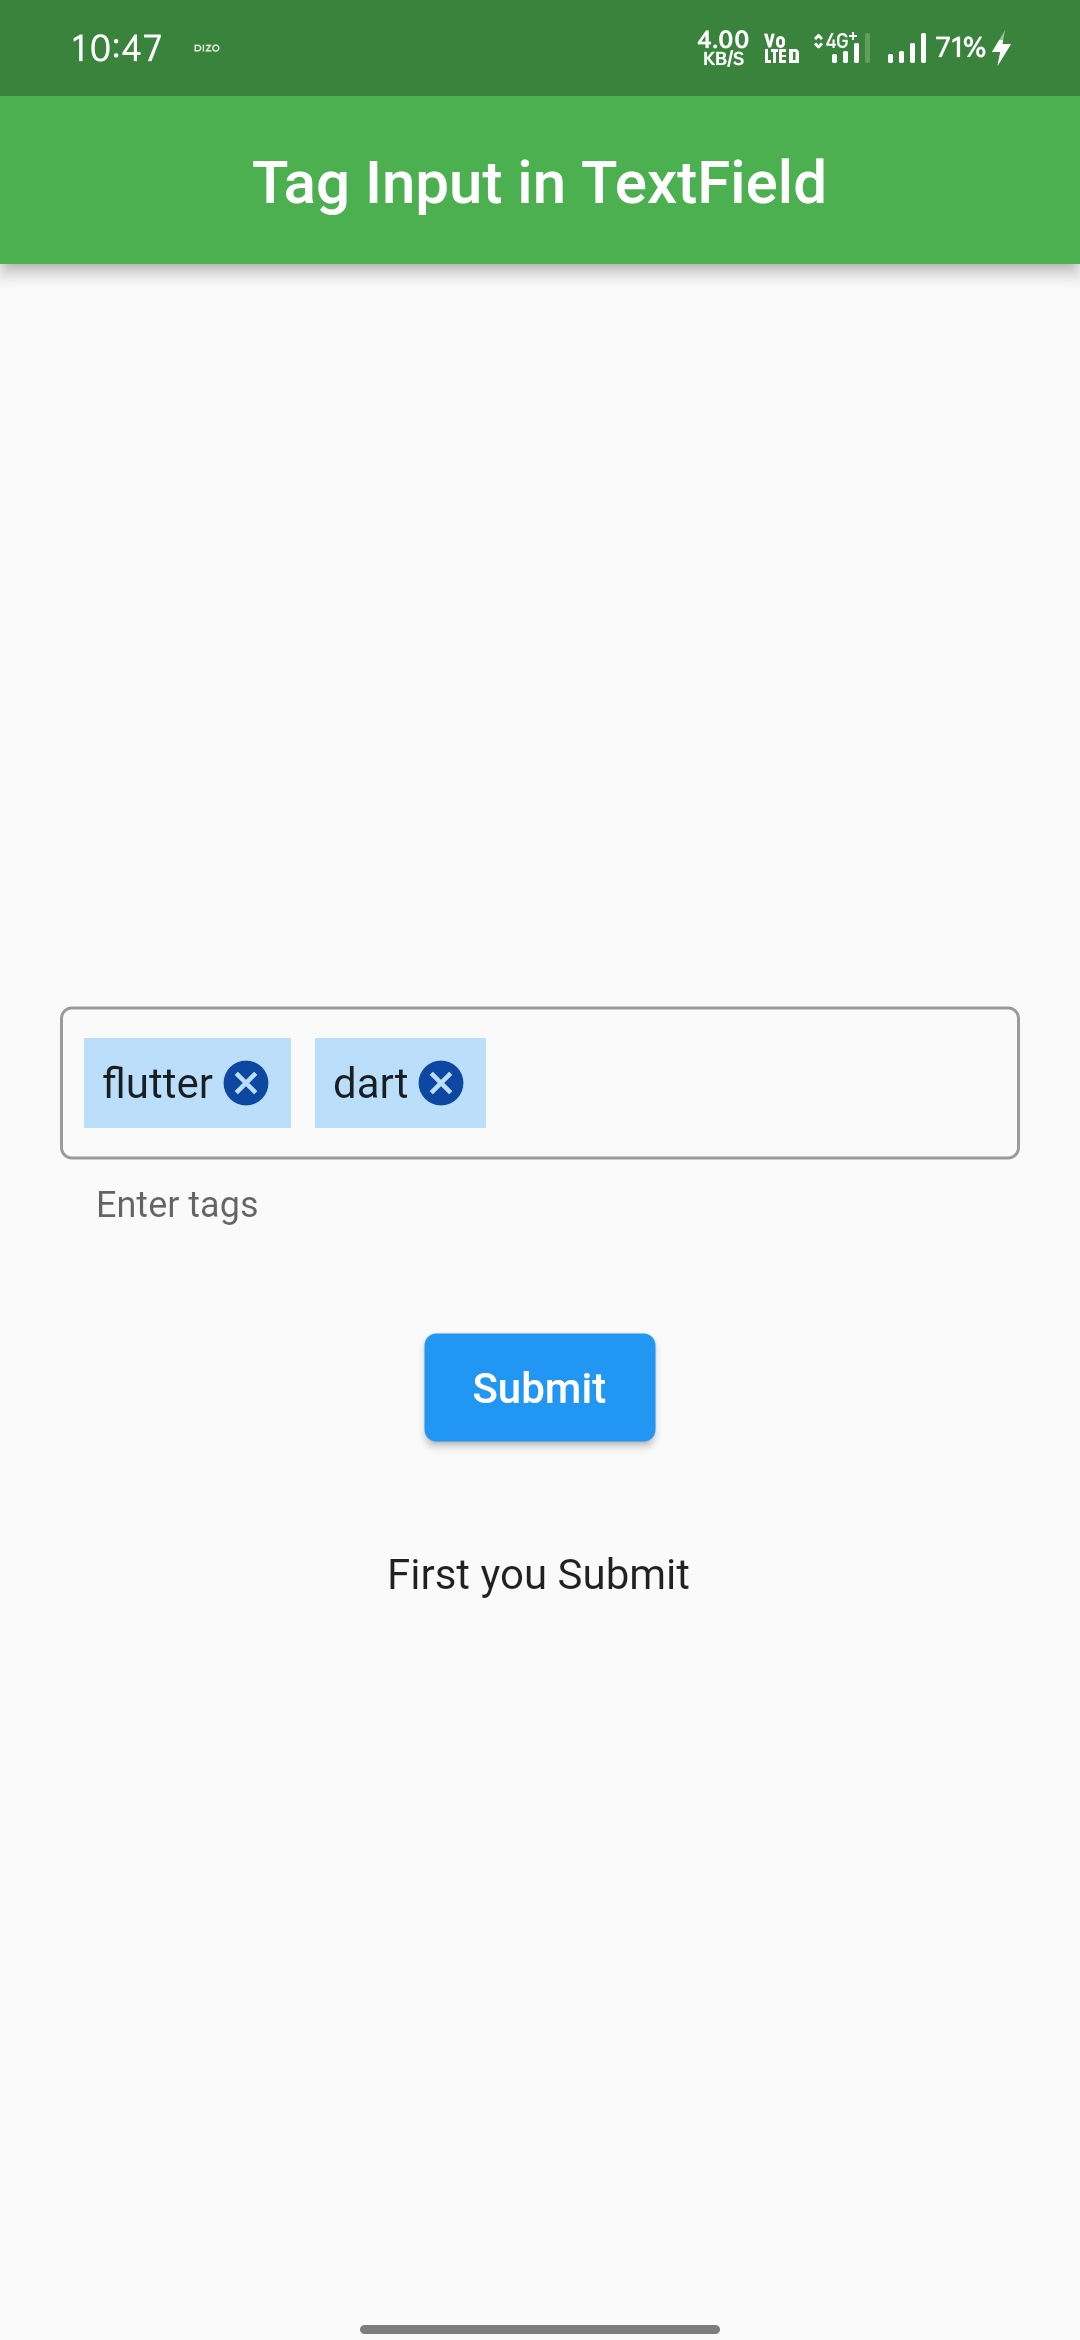 10:47 DIZO 4.00 KB/S Vo LTE D 4G+ 71%
Tag Input in TextField
flutter dart
Enter tags
Submit
First you Submit